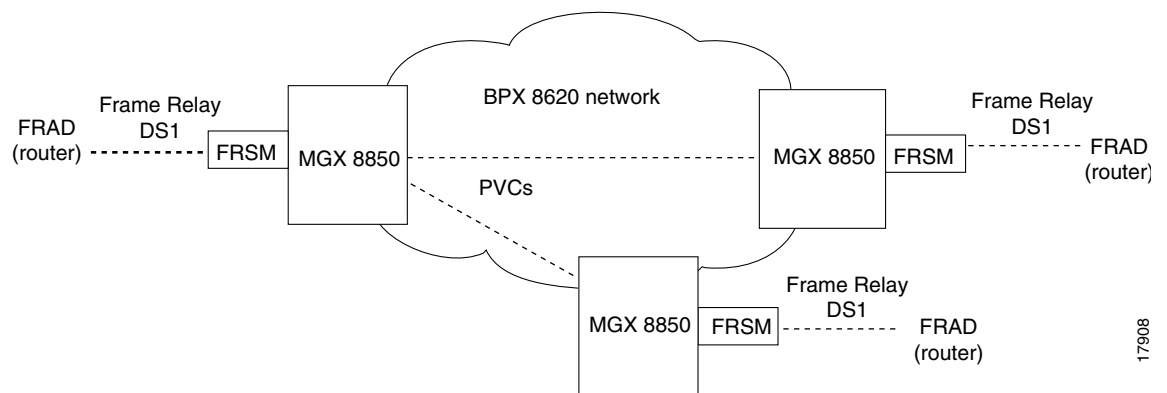 BPX 8620 network
Frame Relay
DS1
FRAD
(router)
FRSM
MGX 8850
PVCs
MGX 8850
FRSM
Frame Relay
DS1
FRAD
(router)
MGX 8850
FRSM
Frame Relay
DS1
FRAD
(router)
17908